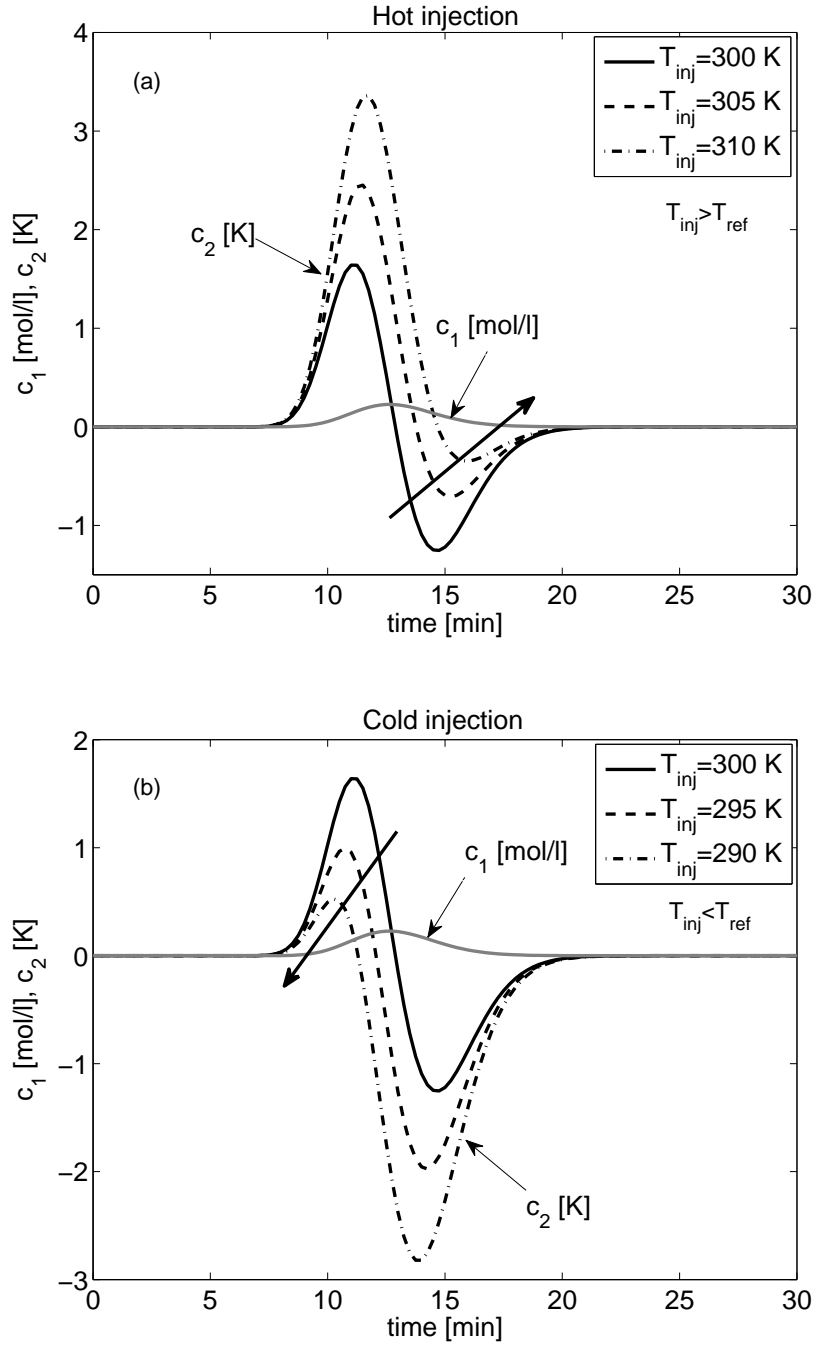 Hot injection
(a)
T_inj=300 K
T_inj=305 K
T_inj=310 K
T_inj>T_ref
c_2 [K]
c_1 [mol/l]
c_1 [mol/l], c_2 [K]
4
3
2
1
0
−1
0 5 10 15 20 25 30
time [min]
Cold injection
(b)
T_inj=300 K
T_inj=295 K
T_inj=290 K
T_inj<T_ref
c_1 [mol/l]
c_2 [K]
c_1 [mol/l], c_2 [K]
2
1
0
−1
−2
−3
0 5 10 15 20 25 30
time [min]